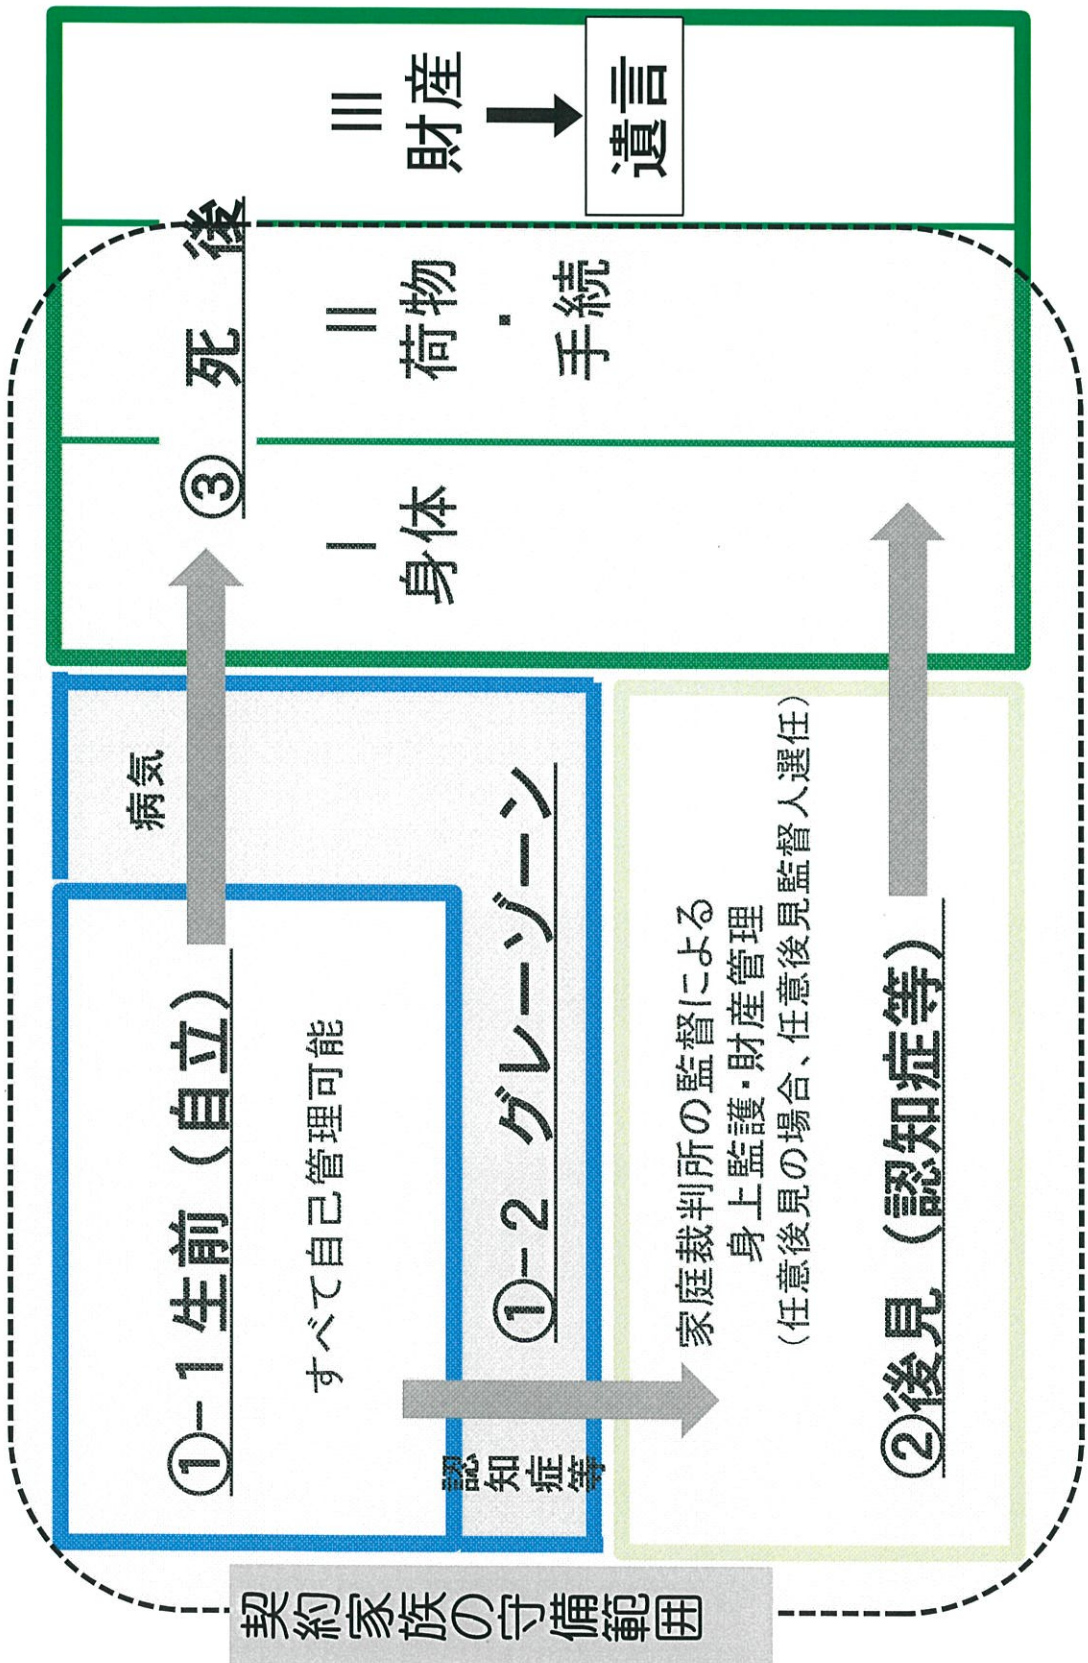 契約家族の守備範囲
①−1 生前（自立）
すべて自己管理可能
病気
①−2 グレーゾーン
認知症等
家庭裁判所の監督による
身上監護・財産管理
（任意後見の場合、任意後見監督人選任）
②後見（認知症等）
③ 死 後
Ⅰ
身体
Ⅱ
荷物
・
手続
Ⅲ
財産
遺言